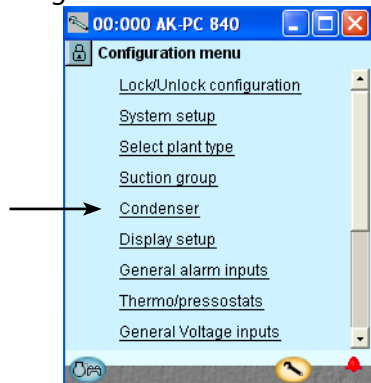 00:000 AK-PC 840
Configuration menu
Lock/Unlock configuration
System setup
Select plant type
Suction group
Condenser
Display setup
General alarm inputs
Thermo/pressostats
General Voltage inputs